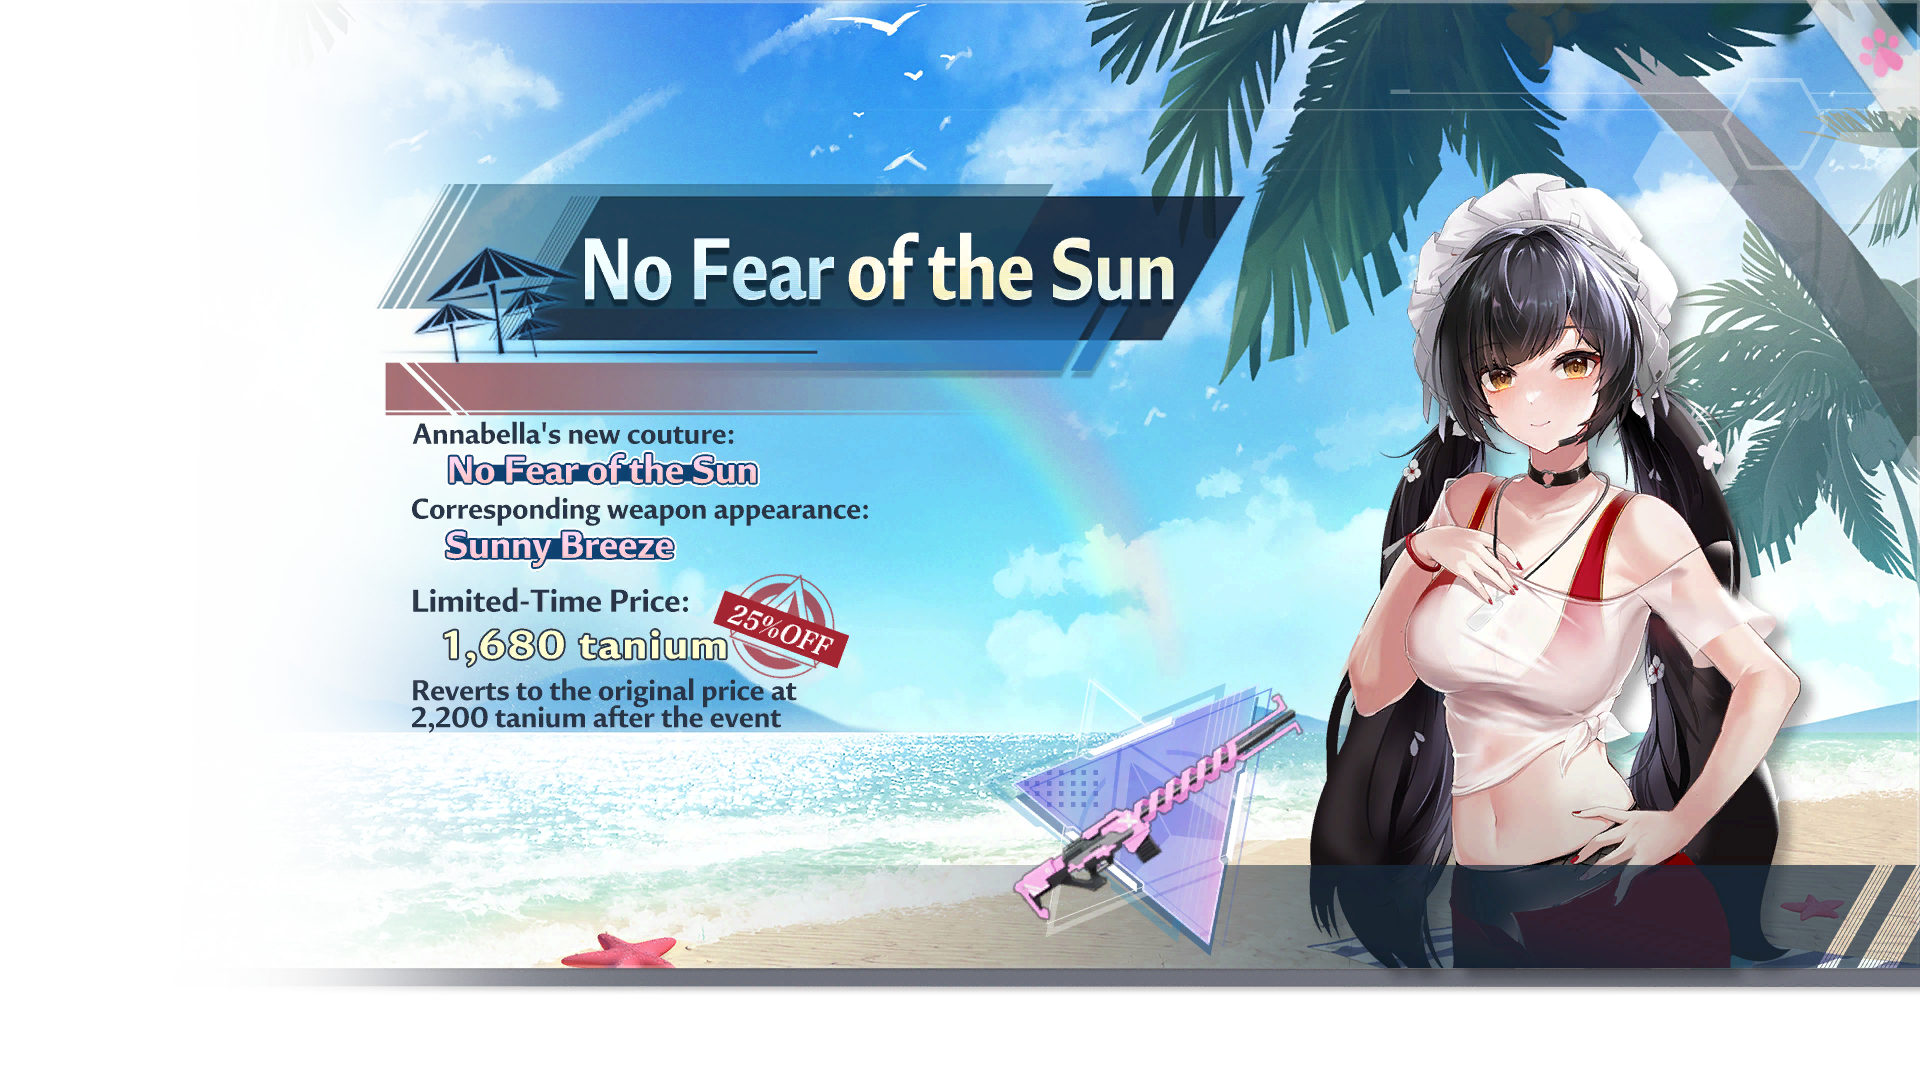 No Fear of the Sun
Annabella's new couture:
No Fear of the Sun
Corresponding weapon appearance:
Sunny Breeze
Limited-Time Price:
1,680 tanium
25%OFF
Reverts to the original price at
2,200 tanium after the event